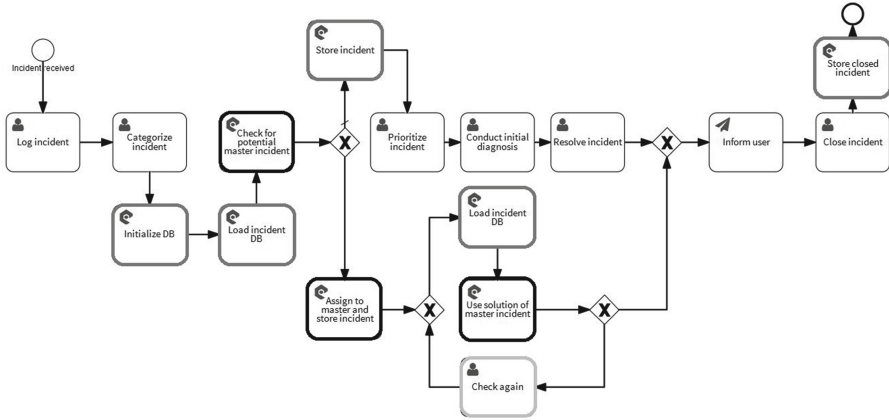 Incident received
Log incident
Categorize
incident
Initialize DB
Load incident
DB
Check for
potential
master incident
X
Store incident
Prioritize
incident
Conduct initial
diagnosis
Resolve incident
X
Inform user
Close incident
Store closed
incident
Assign to
master and
store incident
X
Load incident
DB
Use solution of
master incident
X
Check again